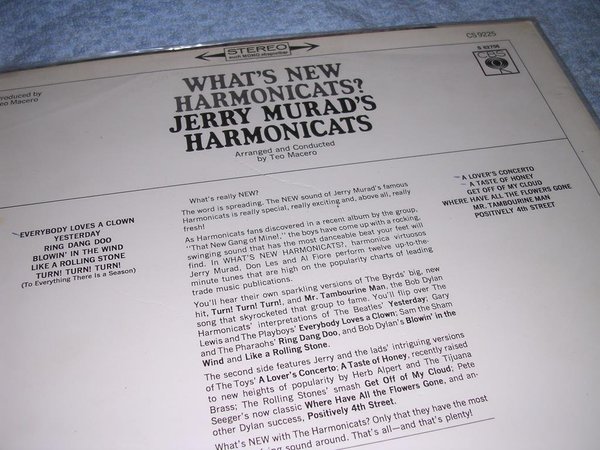 CS 9225
STEREO
S 62706
CBS
Produced by
Teo Macero
WHAT'S NEW
HARMONICATS?
JERRY MURAD'S
HARMONICATS
Arranged and Conducted
by Teo Macero
EVERYBODY LOVES A CLOWN
YESTERDAY
RING DANG DOO
BLOWIN' IN THE WIND
LIKE A ROLLING STONE
TURN! TURN! TURN!
(To Everything There Is a Season)
What's really NEW?
The word is spreading. The NEW sound of Jerry Murad's famous
Harmonicats is really special, really exciting and, above all, really
fresh!
As Harmonicats fans discovered in a recent album by the group,
"That New Gang of Mine!," the boys have come up with a rocking,
swinging sound that has the most danceable beat your feet will
find. In WHAT'S NEW HARMONICATS?, harmonica virtuosos
Jerry Murad, Don Les and Al Fiore perform twelve up-to-the-
minute tunes that are high on the popularity charts of leading
trade music publications.
You'll hear their own sparkling versions of The Byrds' big, new
hit, Turn! Turn! Turn!, and Mr. Tambourine Man, the Bob Dylan
song that skyrocketed that group to fame. You'll flip over The
Harmonicats' interpretations of The Beatles' Yesterday; Gary
Lewis and The Playboys' Everybody Loves a Clown; Sam the Sham
and The Pharaohs' Ring Dang Doo, and Bob Dylan's Blowin' in the
Wind and Like a Rolling Stone.
The second side features Jerry and the lads' intriguing versions
of The Toys' A Lover's Concerto; A Taste of Honey, recently raised
to new heights of popularity by Herb Alpert and The Tijuana
Brass; The Rolling Stones' smash Get Off of My Cloud; Pete
Seeger's now classic Where Have All the Flowers Gone, and an-
other Dylan success, Positively 4th Street.
What's NEW with The Harmonicats? Only that they have the most
sound around. That's all—and that's plenty!
A LOVER'S CONCERTO
A TASTE OF HONEY
GET OFF OF MY CLOUD
WHERE HAVE ALL THE FLOWERS GONE
MR. TAMBOURINE MAN
POSITIVELY 4th STREET